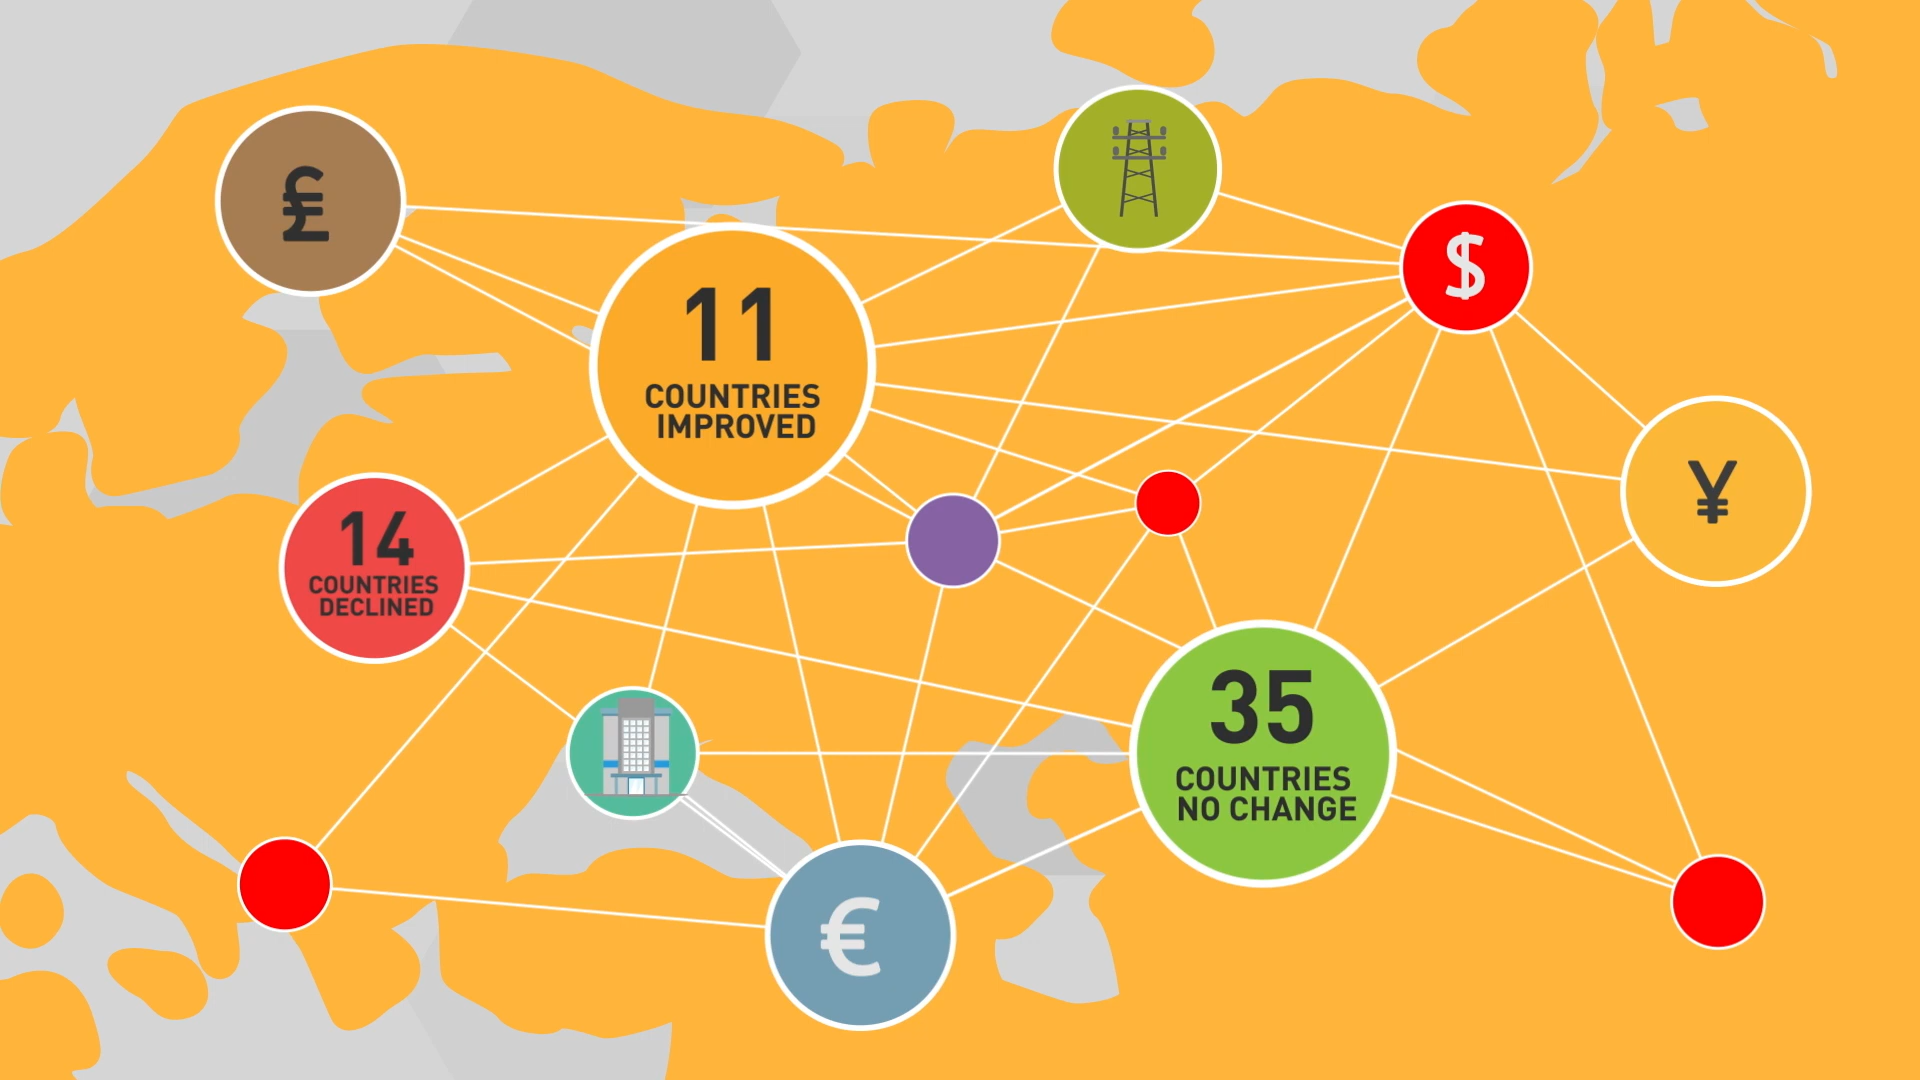 £
11
COUNTRIES
IMPROVED
$
¥
14
COUNTRIES
DECLINED
35
COUNTRIES
NO CHANGE
€